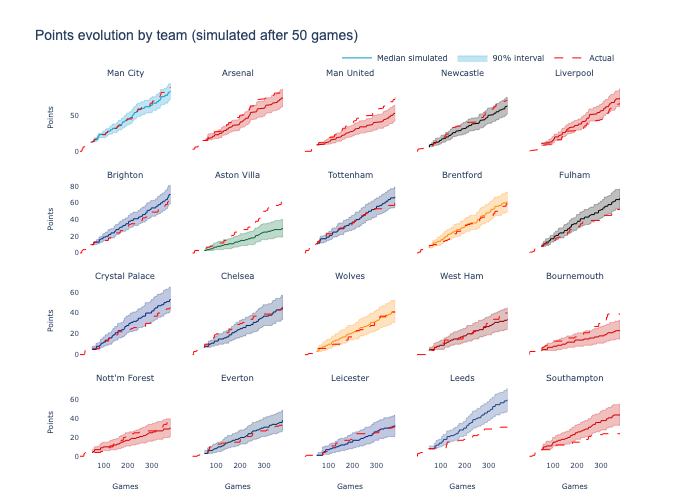 Points evolution by team (simulated after 50 games)
Median simulated 90% interval Actual
Man City Arsenal Man United Newcastle Liverpool
Points
50
0
Brighton Aston Villa Tottenham Brentford Fulham
Points
80
60
40
20
0
Crystal Palace Chelsea Wolves West Ham Bournemouth
Points
60
40
20
0
Nott'm Forest Everton Leicester Leeds Southampton
Points
60
40
20
0
100 200 300 100 200 300 100 200 300 100 200 300 100 200 300
Games Games Games Games Games